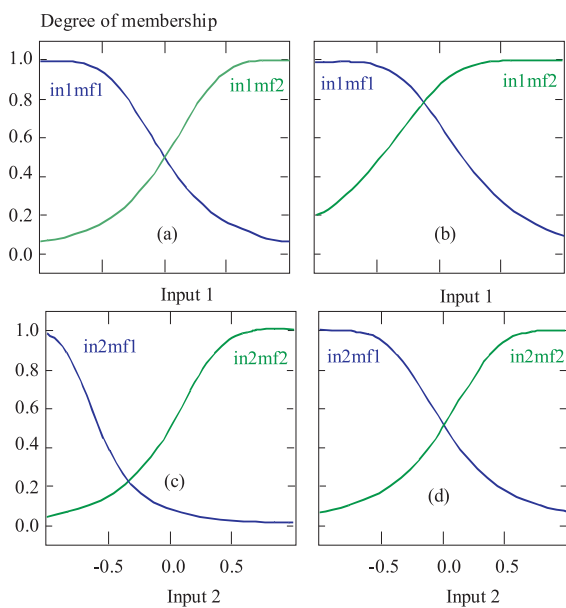 Degree of membership
1.0
0.8
0.6
0.4
0.2
0.0
in1mf1
in1mf2
(a)
in1mf1
in1mf2
(b)
Input 1
Input 1
1.0
0.8
0.6
0.4
0.2
0.0
in2mf1
in2mf2
(c)
in2mf1
in2mf2
(d)
-0.5
0.0
0.5
-0.5
0.0
0.5
Input 2
Input 2